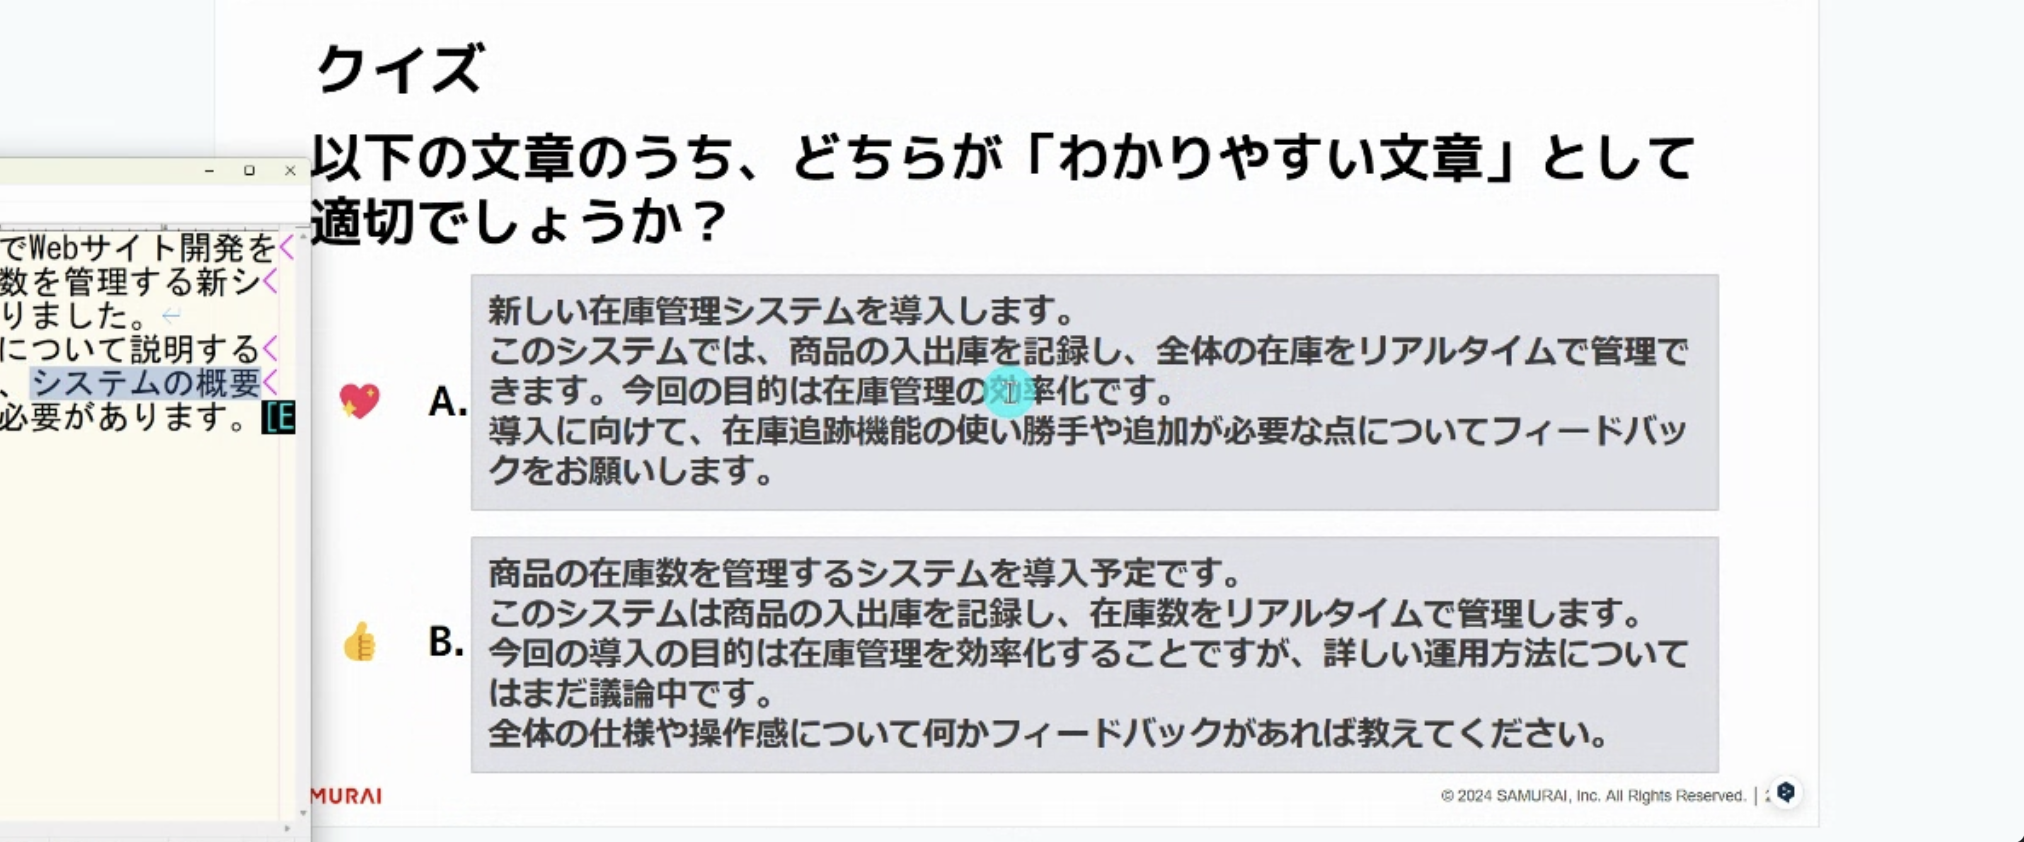 クイズ
以下の文章のうち、どちらが「わかりやすい文章」として
適切でしょうか？
でWebサイト開発を
数を管理する新シ
りました。
について説明する
、システムの概要
必要があります。[E
A.
新しい在庫管理システムを導入します。
このシステムでは、商品の入出庫を記録し、全体の在庫をリアルタイムで管理で
きます。今回の目的は在庫管理の効率化です。
導入に向けて、在庫追跡機能の使い勝手や追加が必要な点についてフィードバッ
クをお願いします。
B.
商品の在庫数を管理するシステムを導入予定です。
このシステムは商品の入出庫を記録し、在庫数をリアルタイムで管理します。
今回の導入の目的は在庫管理を効率化することですが、詳しい運用方法について
はまだ議論中です。
全体の仕様や操作感について何かフィードバックがあれば教えてください。
MURAI
© 2024 SAMURAI, Inc. All Rights Reserved. |